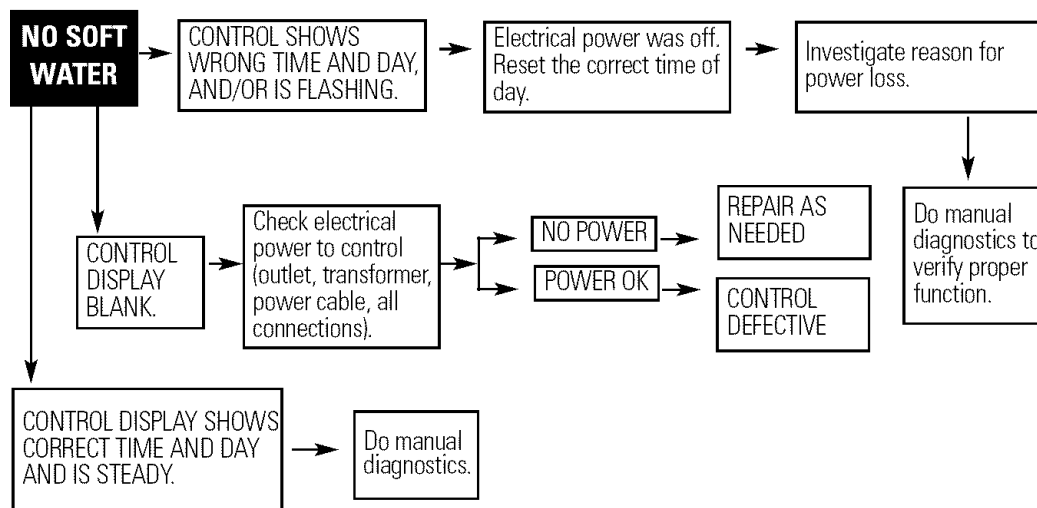 NO SOFT
WATER
CONTROL SHOWS
WRONG TIME AND DAY,
AND/OR IS FLASHING.
Electrical power was off.
Reset the correct time of
day.
Investigate reason for
power loss.
Do manual
diagnostics to
verify proper
function.
CONTROL
DISPLAY
BLANK.
Check electrical
power to control
(outlet, transformer,
power cable, all
connections).
NO POWER
REPAIR AS
NEEDED
POWER OK
CONTROL
DEFECTIVE
CONTROL DISPLAY SHOWS
CORRECT TIME AND DAY
AND IS STEADY.
Do manual
diagnostics.